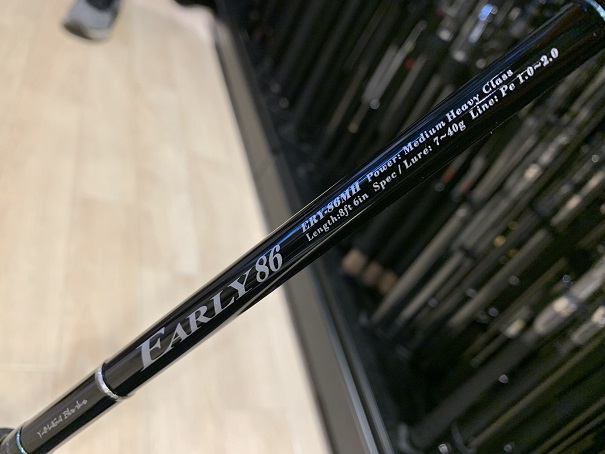 EARLY 86
ERY-86MH Power: Medium Heavy Class
Length:8ft 6in Spec / Lure: 7~40g Line: Pe 1.0~2.0